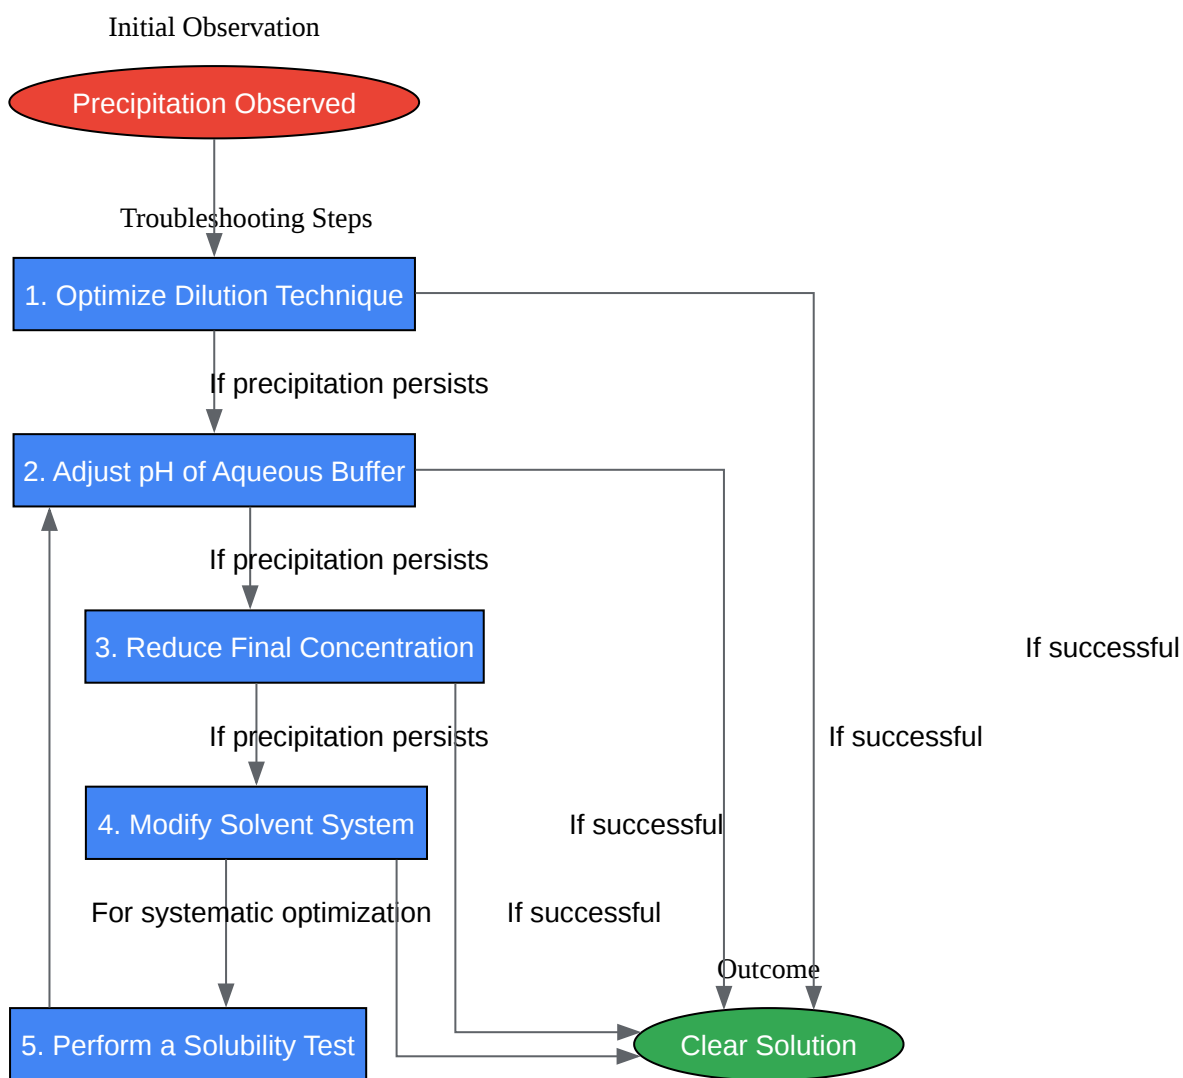 Initial Observation
Precipitation Observed
Troubleshooting Steps
1. Optimize Dilution Technique
If precipitation persists
2. Adjust pH of Aqueous Buffer
If precipitation persists
3. Reduce Final Concentration
If successful
If precipitation persists
If successful
4. Modify Solvent System
If successful
For systematic optimization
If successful
Outcome
5. Perform a Solubility Test
Clear Solution